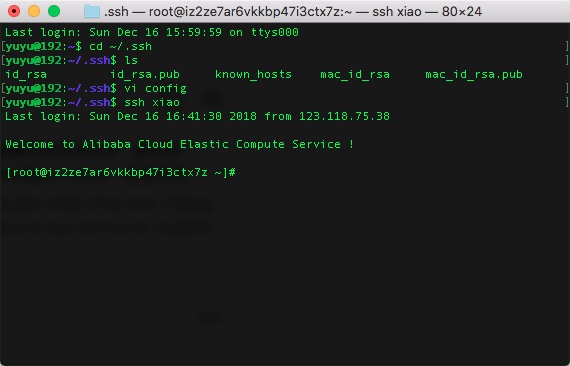 .ssh — root@iz2ze7ar6vkkbp47i3ctx7z:~ — ssh xiao — 80×24
Last login: Sun Dec 16 15:59:59 on ttys000
[yuyu@192:~$ cd ~/.ssh ]
[yuyu@192:~/.ssh$ ls ]
id_rsa id_rsa.pub known_hosts mac_id_rsa mac_id_rsa.pub
[yuyu@192:~/.ssh$ vi config ]
[yuyu@192:~/.ssh$ ssh xiao ]
Last login: Sun Dec 16 16:41:30 2018 from 123.118.75.38
Welcome to Alibaba Cloud Elastic Compute Service !
[root@iz2ze7ar6vkkbp47i3ctx7z ~]#